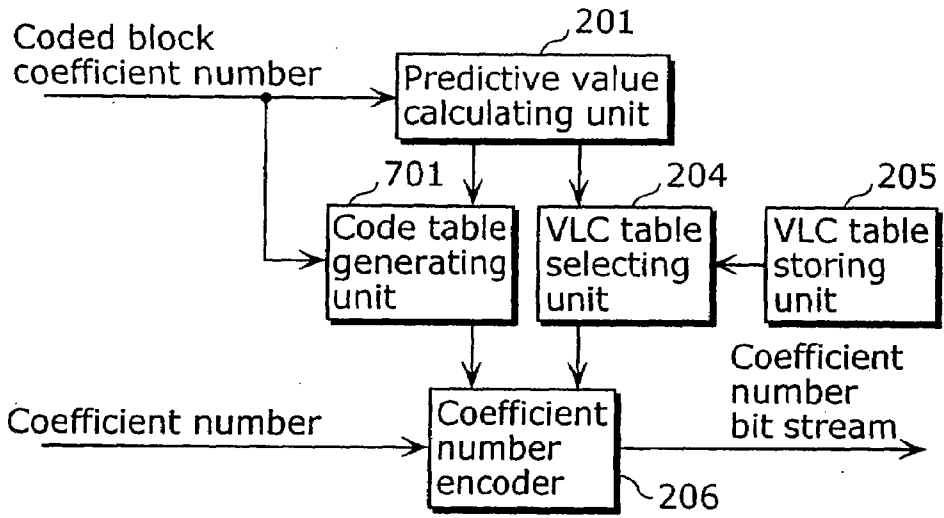 201
Coded block
coefficient number
Predictive value
calculating unit
701
204
205
Code table
generating
unit
VLC table
selecting
unit
VLC table
storing
unit
Coefficient
number
bit stream
Coefficient number
Coefficient
number
encoder
206